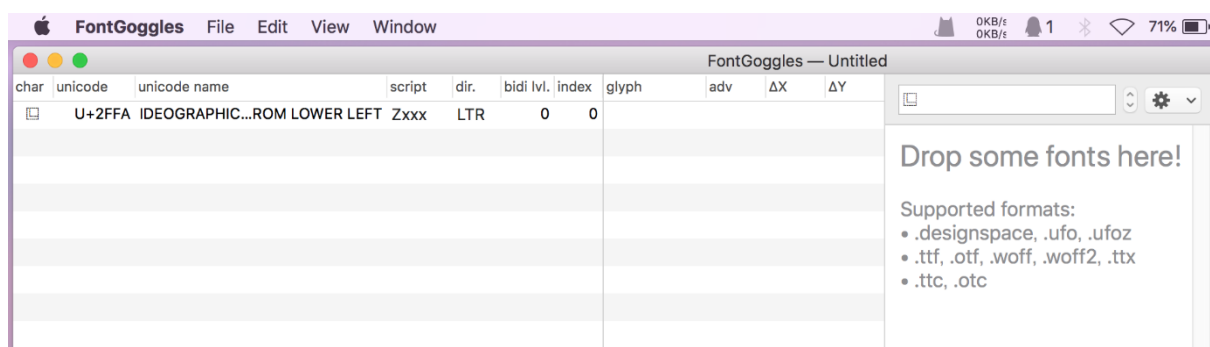 FontGoggles File Edit View Window 0KB/s 0KB/s 1 71%
FontGoggles — Untitled
char unicode unicode name script dir. bidi lvl. index glyph adv ΔX ΔY
⿺ U+2FFA IDEOGRAPHIC...ROM LOWER LEFT Zxxx LTR 0 0
⿺
Drop some fonts here!
Supported formats:
• .designspace, .ufo, .ufoz
• .ttf, .otf, .woff, .woff2, .ttx
• .ttc, .otc